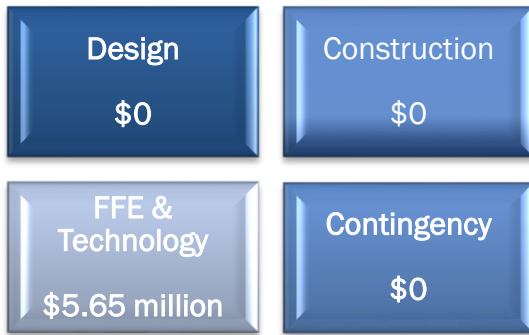 Design
$0
Construction
$0
FFE &
Technology
$5.65 million
Contingency
$0